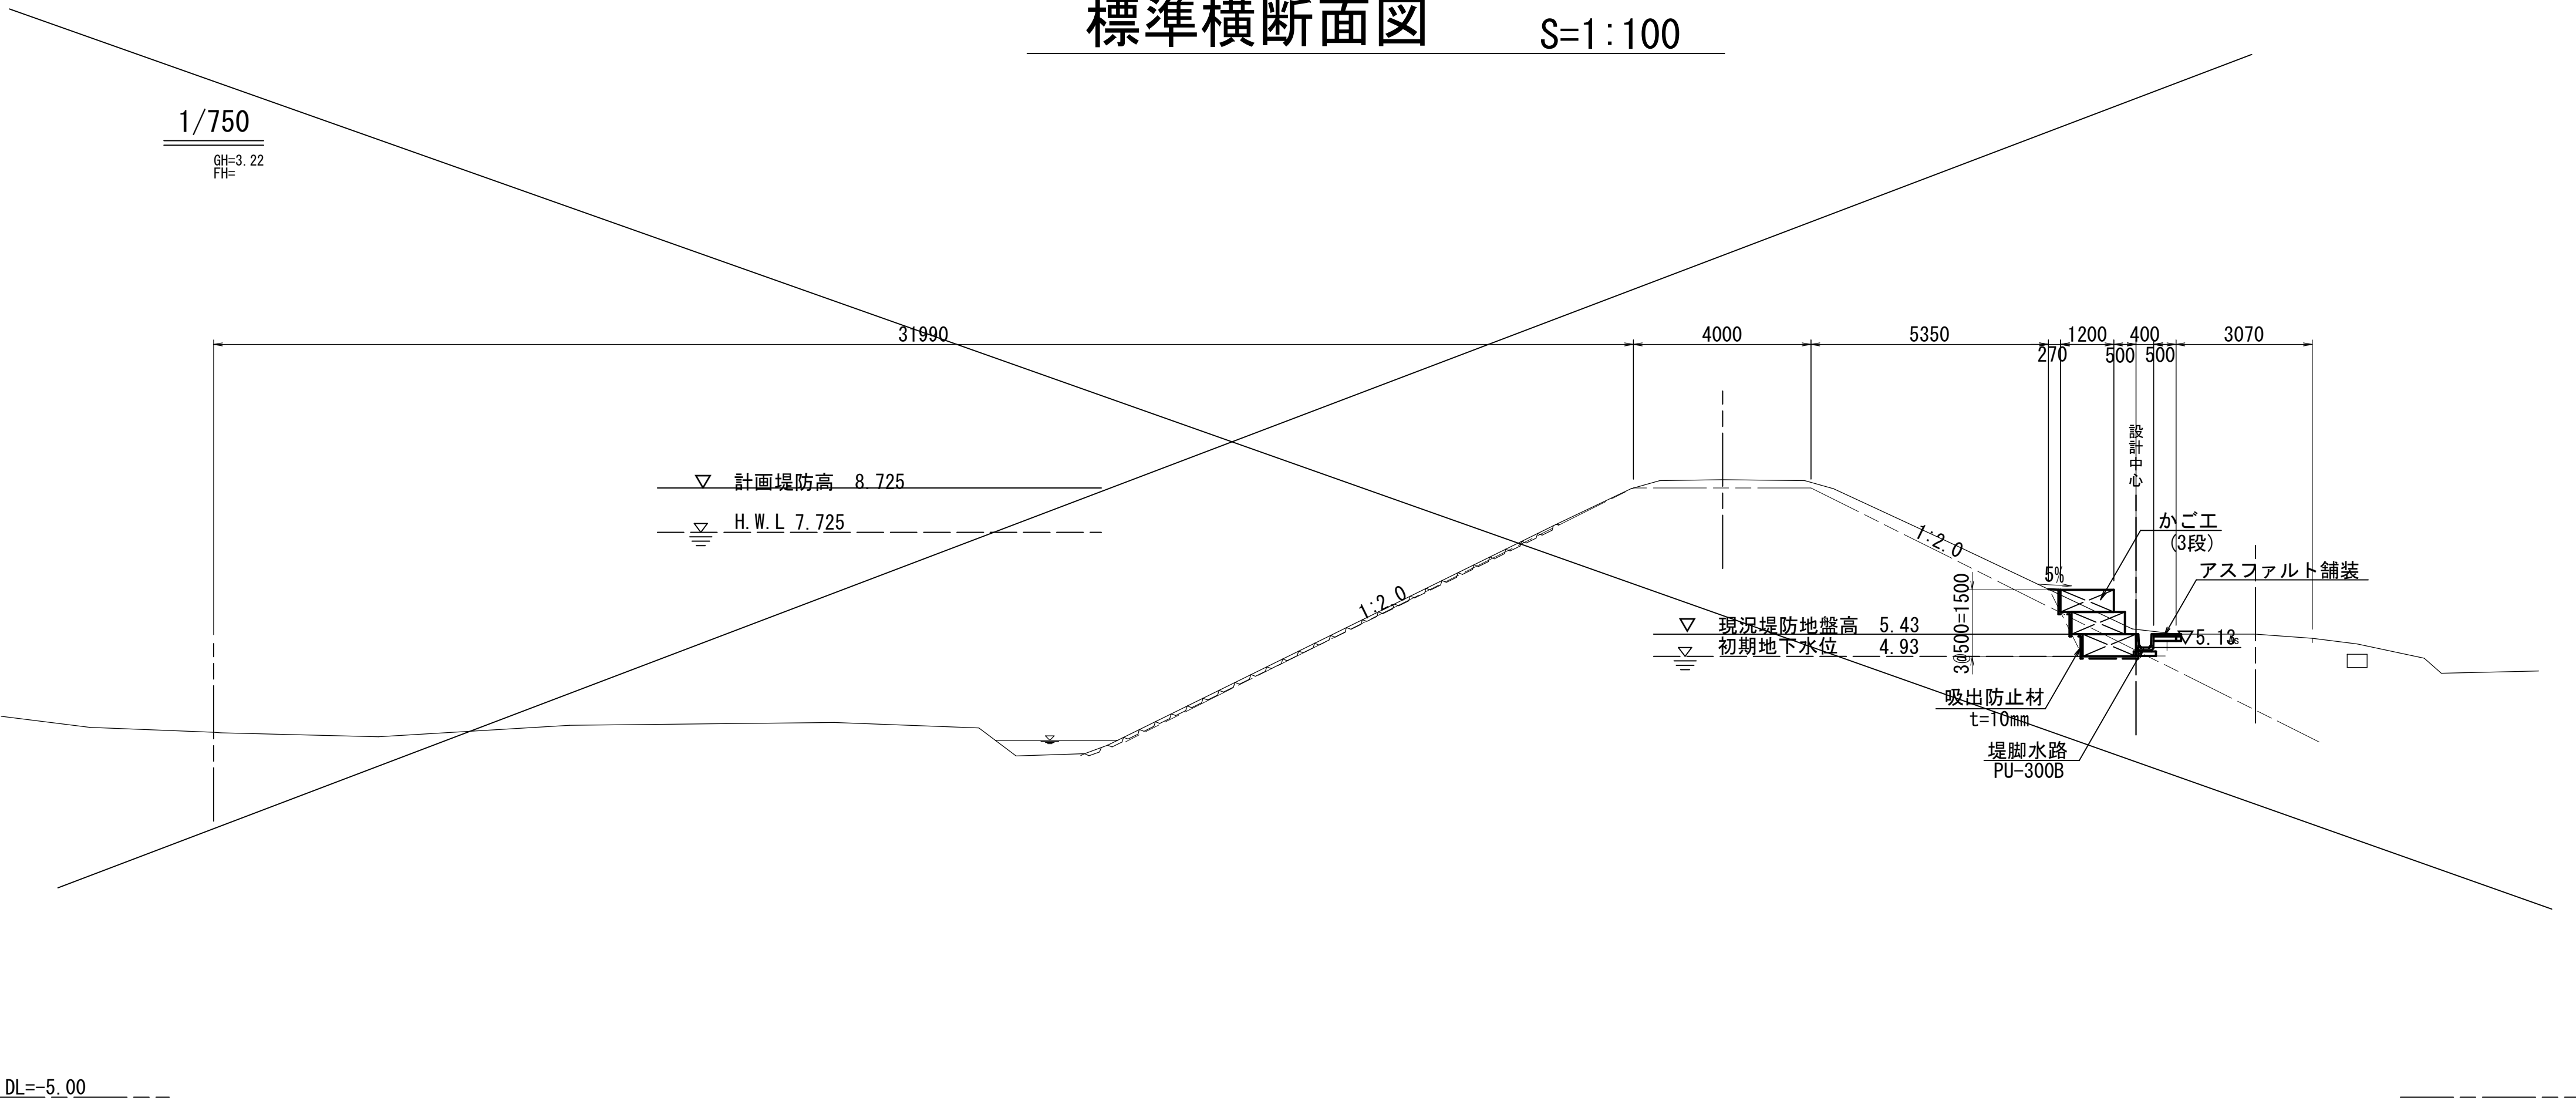 標準横断面図 S=1:100
1/750
GH=3.22
FH=
31990 4000 5350 1200 400 3070
270 500 500
設計中心
計画堤防高 8.725
H.W.L 7.725
1:2.0
1:2.0
かご工
(3段)
アスファルト舗装
5%
3@500=1500
現況堤防地盤高 5.43
初期地下水位 4.93
5.13
吸出防止材
t=10mm
堤脚水路
PU-300B
DL=-5.00